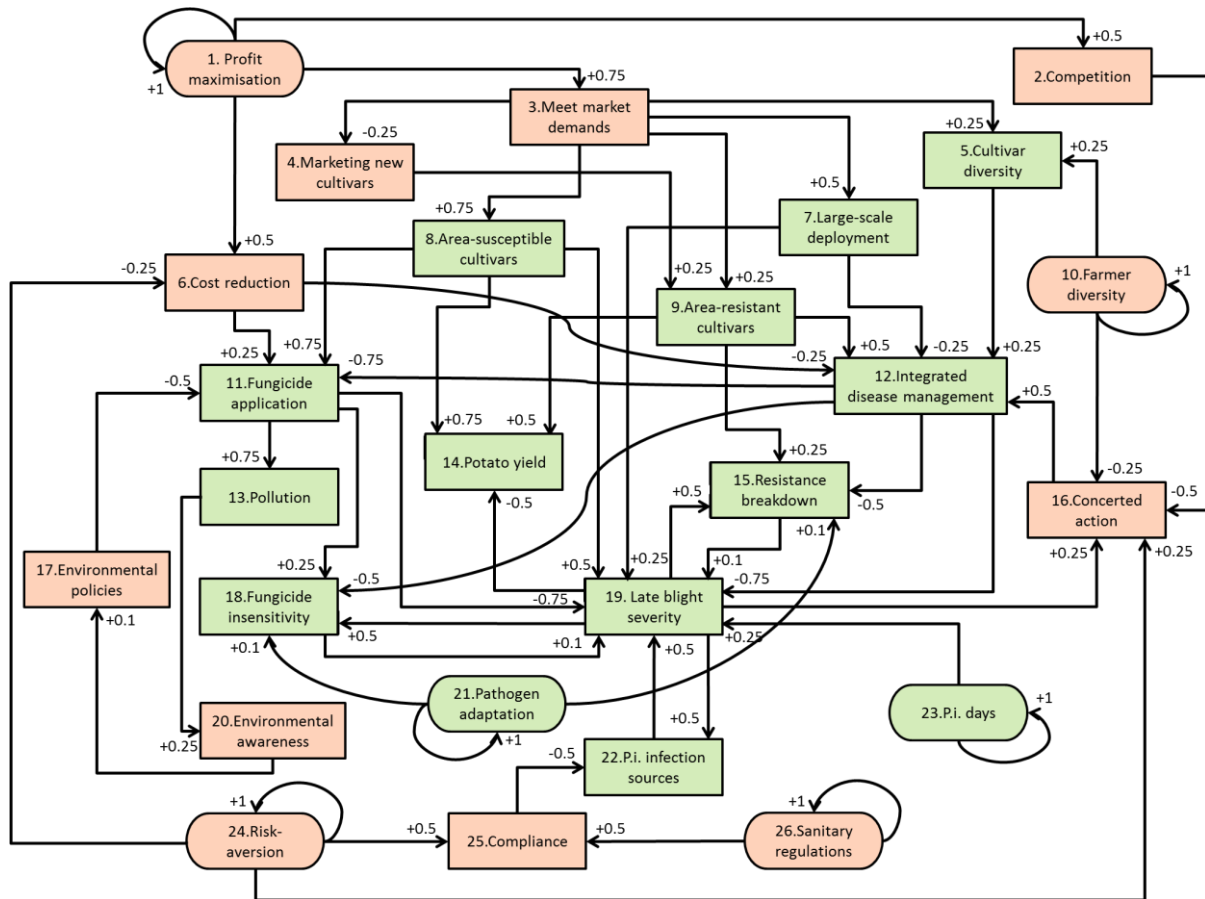 +0.5
1. Profit
maximisation
+1
+0.75
2.Competition
3.Meet market
demands
-0.25
+0.25
+0.25
4.Marketing new
cultivars
5.Cultivar
diversity
+0.5
+0.75
7.Large-scale
deployment
+0.5
8.Area-susceptible
cultivars
-0.25
+0.25
+0.25
10.Farmer
diversity
+1
6.Cost reduction
9.Area-resistant
cultivars
+0.25
+0.75
-0.75
-0.25
+0.5
-0.25
+0.25
-0.5
11.Fungicide
application
12.Integrated
disease management
+0.5
+0.75
+0.5
+0.75
14.Potato yield
+0.25
-0.25
13.Pollution
15.Resistance
breakdown
-0.5
+0.5
-0.5
-0.5
16.Concerted
action
+0.1
+0.25
+0.25
17.Environmental
policies
+0.25
-0.5
+0.5
+0.25
+0.1
-0.75
18.Fungicide
insensitivity
-0.75
19. Late blight
severity
+0.1
+0.1
+0.5
+0.1
+0.5
+0.25
21.Pathogen
adaptation
23.P.i. days
+1
20.Environmental
awareness
+0.25
+1
+0.5
-0.5
22.P.i. infection
sources
+1
+1
24.Risk-
aversion
+0.5
25.Compliance
+0.5
26.Sanitary
regulations